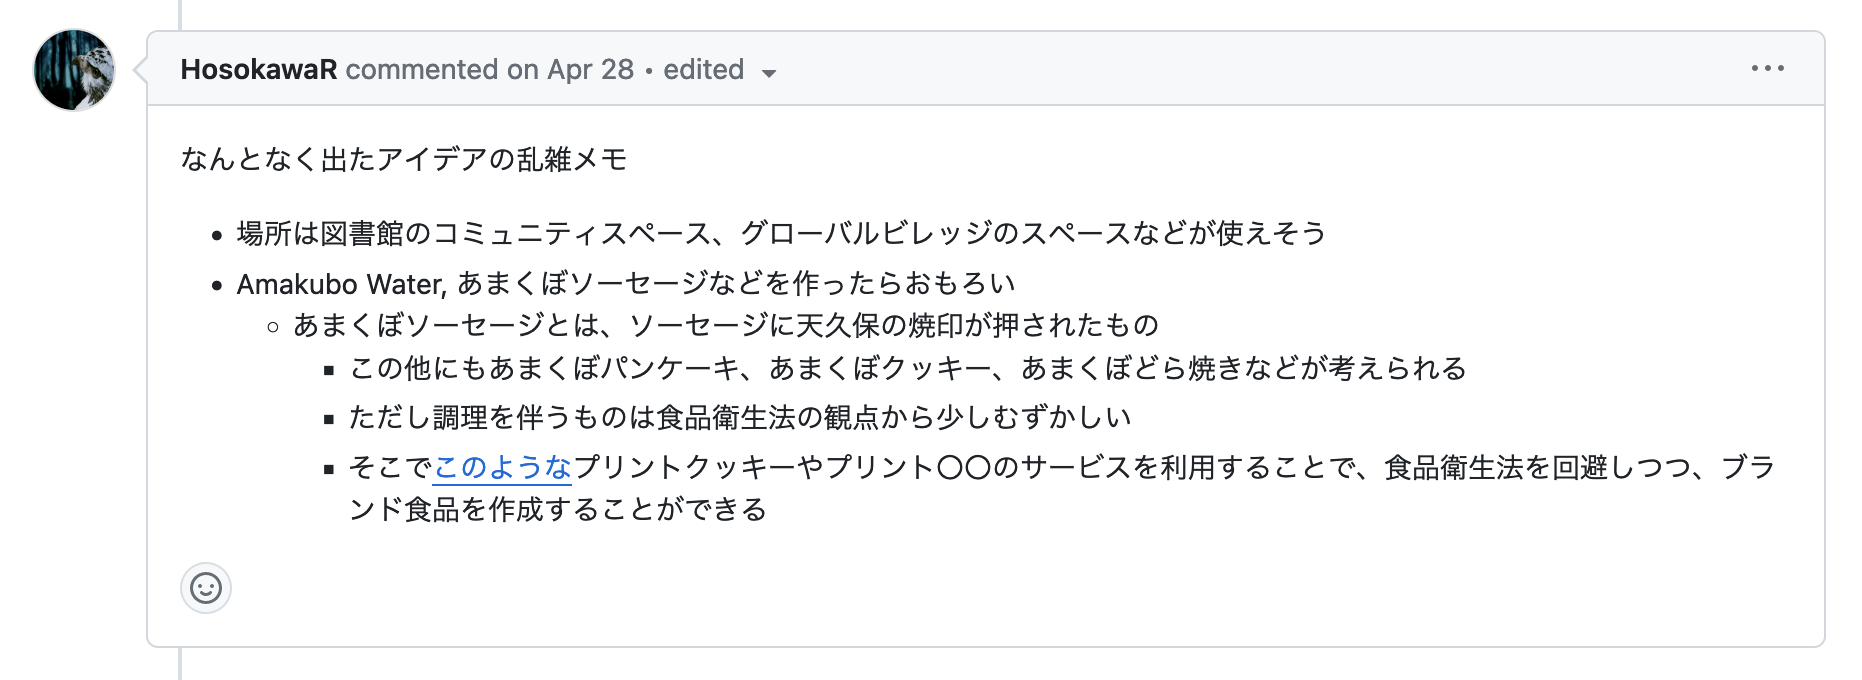 HosokawaR commented on Apr 28 • edited
なんとなく出たアイデアの乱雑メモ
場所は図書館のコミュニティスペース、グローバルビレッジのスペースなどが使えそう
Amakubo Water, あまくぼソーセージなどを作ったらおもろい
あまくぼソーセージとは、ソーセージに天久保の焼印が押されたもの
この他にもあまくぼパンケーキ、あまくぼクッキー、あまくぼどら焼きなどが考えられる
ただし調理を伴うものは食品衛生法の観点から少しむずかしい
そこでこのようなプリントクッキーやプリント〇〇のサービスを利用することで、食品衛生法を回避しつつ、ブラ
ンド食品を作成することができる